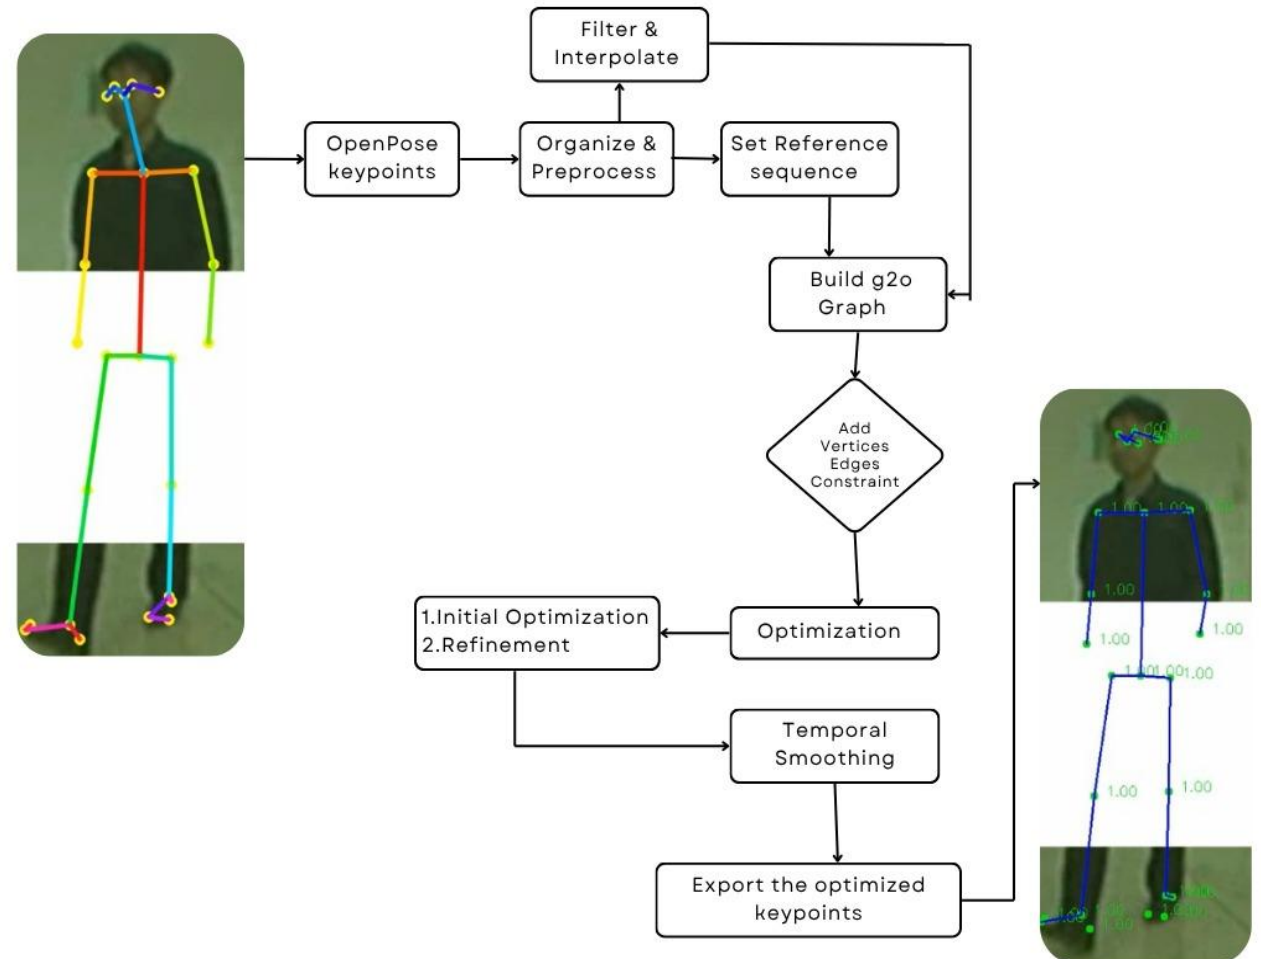 Filter &
Interpolate
OpenPose
keypoints
Organize &
Preprocess
Set Reference
sequence
Build g2o
Graph
Add
Vertices
Edges
Constraint
1.Initial Optimization
2.Refinement
Optimization
Temporal
Smoothing
Export the optimized
keypoints
1.00
1.00
1.00
1.00
1.00
1.00
1.00
1.00